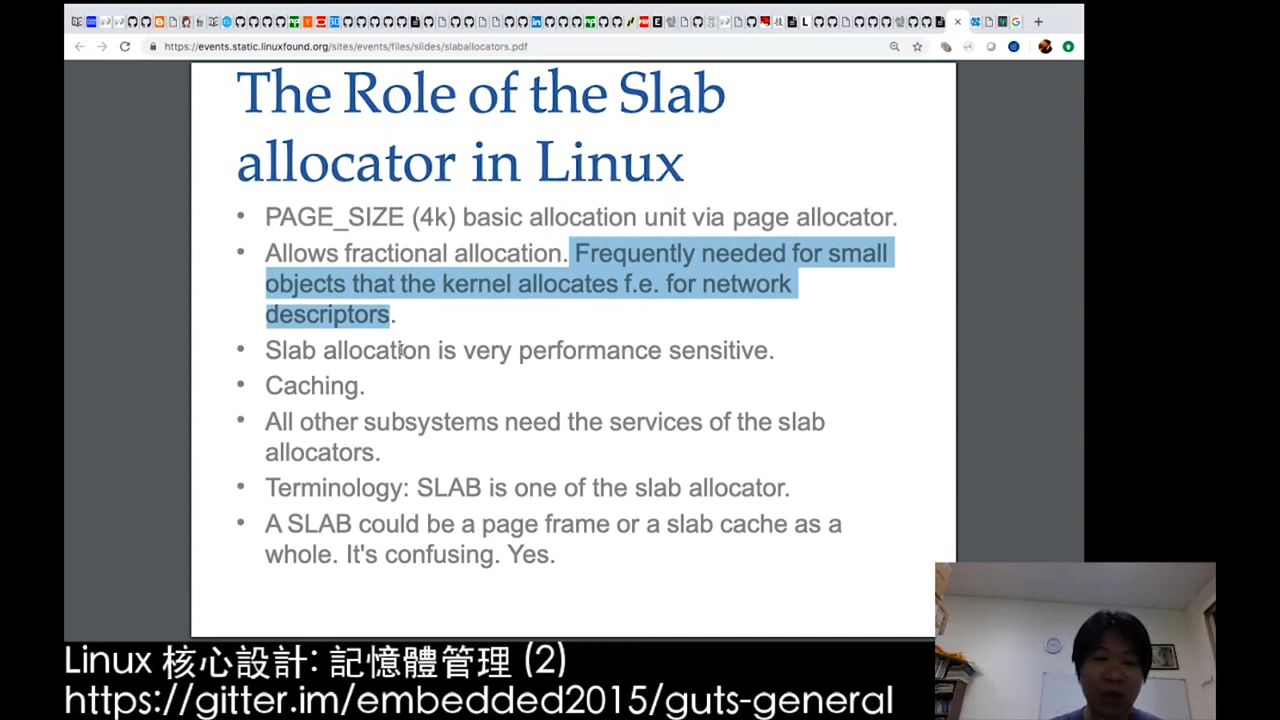 https://events.static.linuxfound.org/sites/events/files/slides/slaballocators.pdf
The Role of the Slab
allocator in Linux
• PAGE_SIZE (4k) basic allocation unit via page allocator.
• Allows fractional allocation. Frequently needed for small
objects that the kernel allocates f.e. for network
descriptors.
• Slab allocation is very performance sensitive.
• Caching.
• All other subsystems need the services of the slab
allocators.
• Terminology: SLAB is one of the slab allocator.
• A SLAB could be a page frame or a slab cache as a
whole. It's confusing. Yes.
Linux 核心設計: 記憶體管理 (2)
https://gitter.im/embedded2015/guts-general